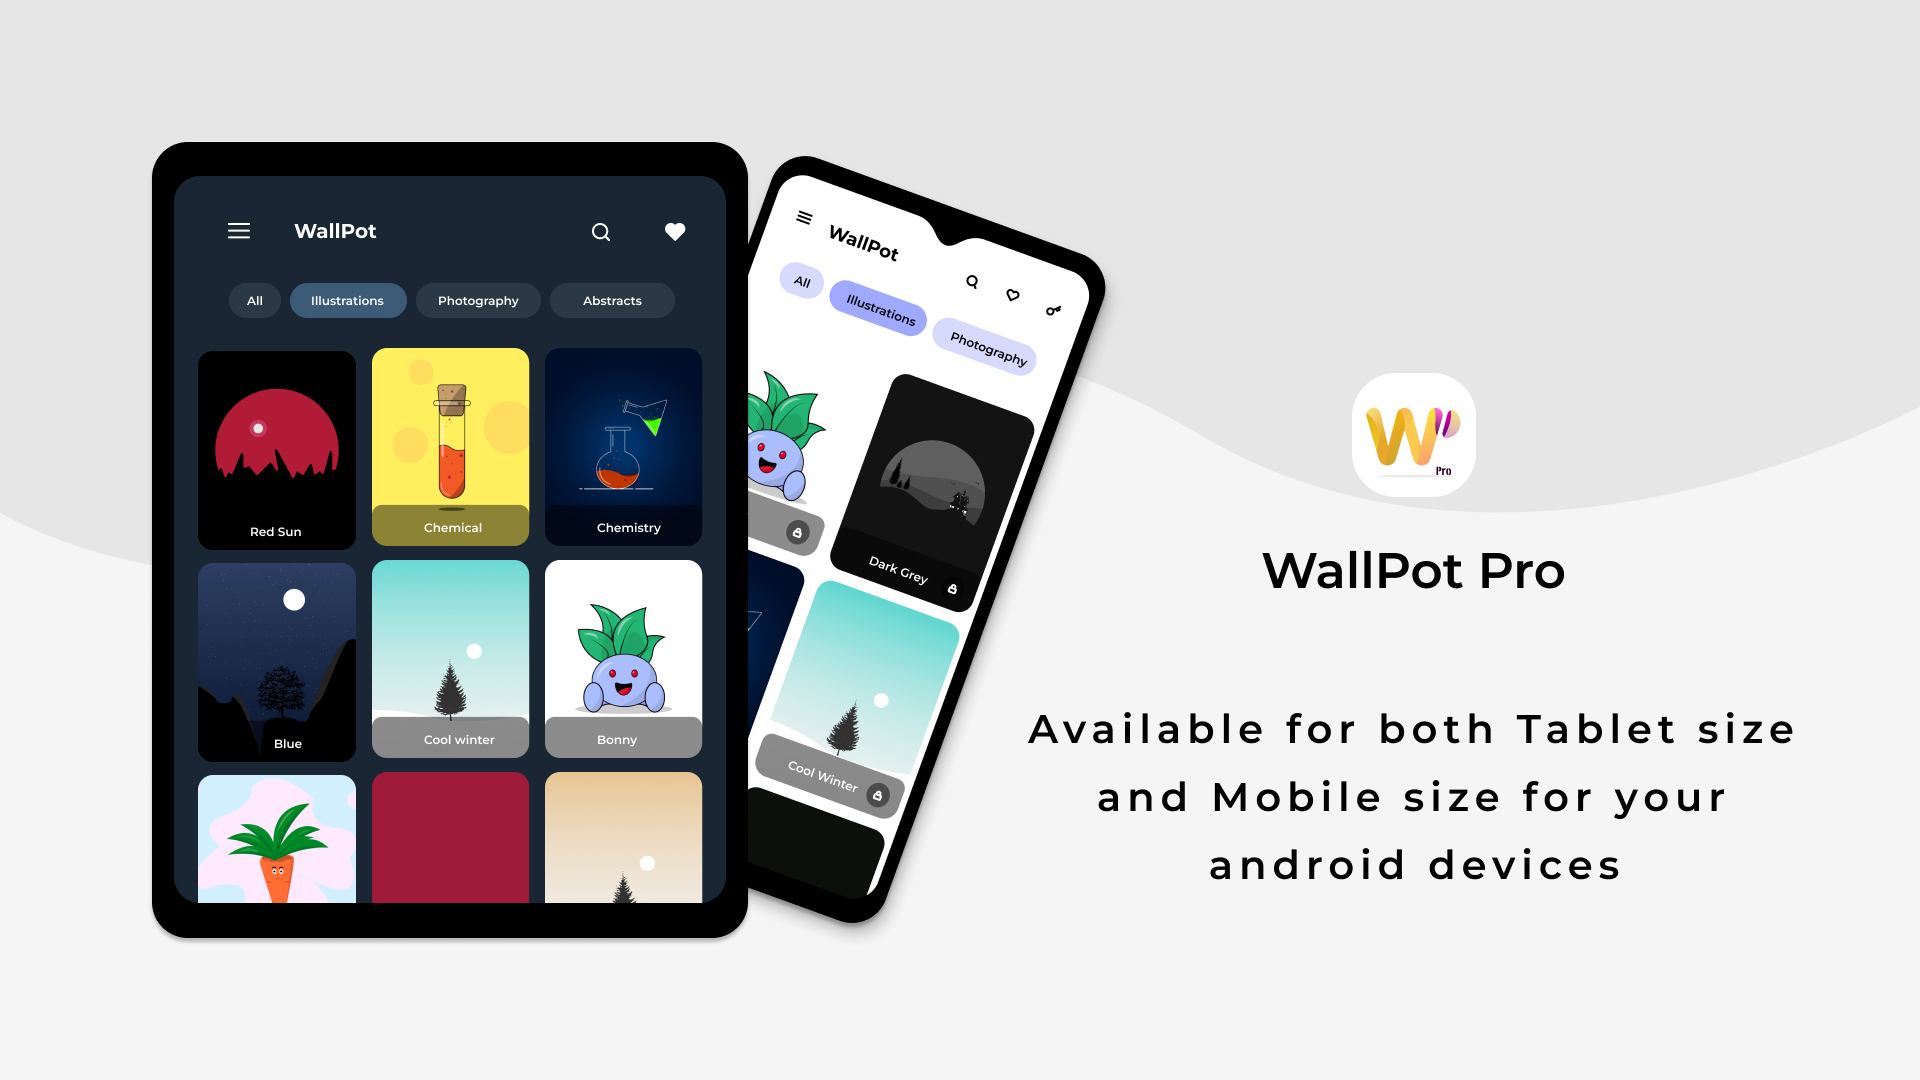 WallPot
All
Illustrations
Photography
Abstracts
Red Sun
Chemical
Chemistry
Blue
Cool winter
Bonny
WallPot
All
Illustrations
Photography
Dark Grey
Cool Winter
Pro
WallPot Pro
Available for both Tablet size
and Mobile size for your
android devices